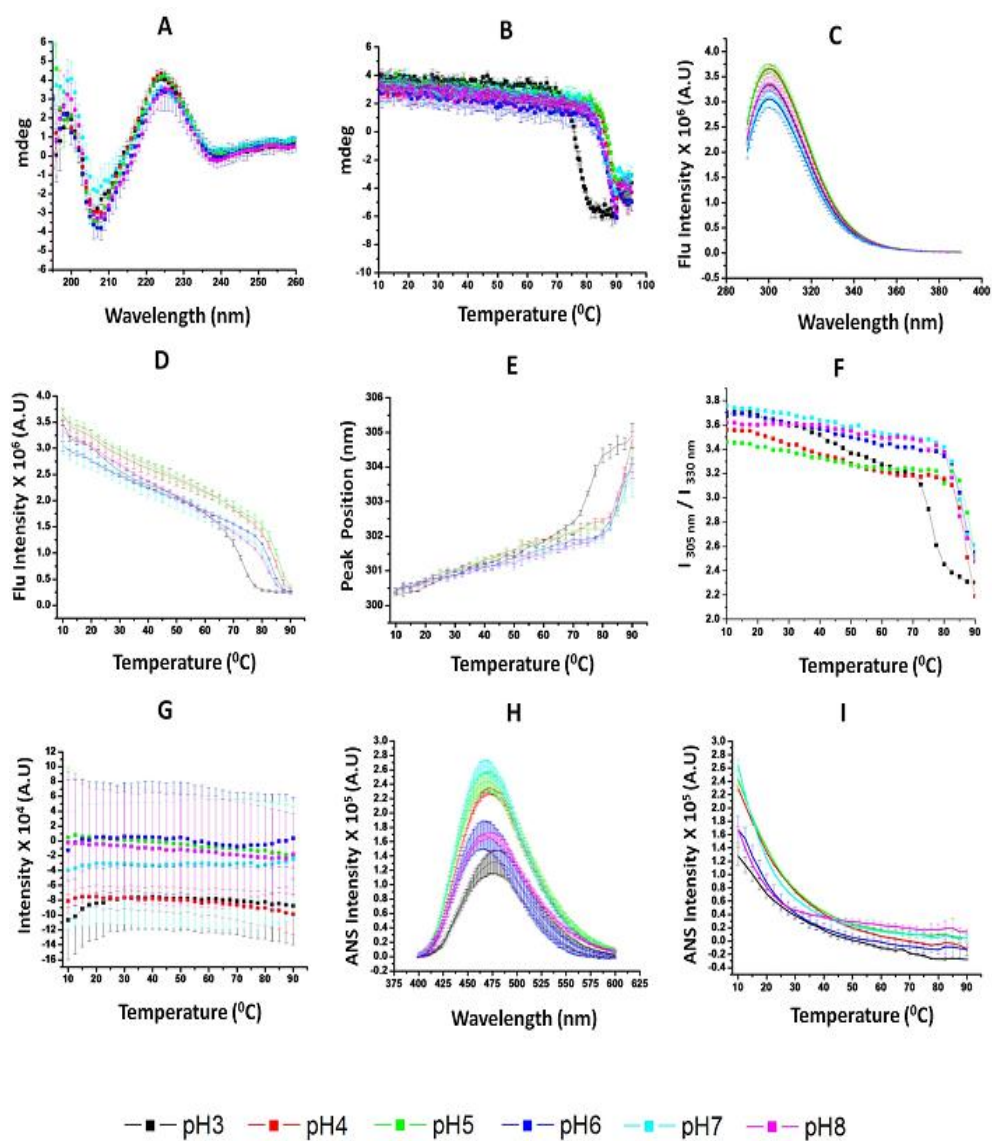 A
mdeg
6
5
4
3
2
1
0
-1
-2
-3
-4
-5
-6
200 210 220 230 240 250 260
Wavelength (nm)
B
mdeg
6
4
2
0
-2
-4
-6
-8
-10
10 20 30 40 50 60 70 80 90 100
Temperature (⁰C)
C
Flu Intensity X 10⁶ (A.U)
4.0
3.5
3.0
2.5
2.0
1.5
1.0
0.5
0.0
-0.5
280 300 320 340 360 380 400
Wavelength (nm)
D
Flu Intensity X 10⁶ (A.U)
4.0
3.5
3.0
2.5
2.0
1.5
1.0
0.5
0.0
10 20 30 40 50 60 70 80 90
Temperature (⁰C)
E
Peak Position (nm)
306
305
304
303
302
301
300
10 20 30 40 50 60 70 80 90
Temperature (⁰C)
F
I 305 nm / I 330 nm
3.8
3.6
3.4
3.2
3.0
2.8
2.6
2.4
2.2
2.0
10 20 30 40 50 60 70 80 90
Temperature (⁰C)
G
Intensity X 10⁴ (A.U)
12
10
8
6
4
2
0
-2
-4
-6
-8
-10
-12
-14
-16
10 20 30 40 50 60 70 80 90
Temperature (⁰C)
H
ANS Intensity X 10⁵ (A.U)
3.0
2.8
2.6
2.4
2.2
2.0
1.8
1.6
1.4
1.2
1.0
0.8
0.6
0.4
0.2
0.0
-0.2
375 400 425 450 475 500 525 550 575 600 625
Wavelength (nm)
I
ANS Intensity X 10⁵ (A.U)
3.0
2.8
2.6
2.4
2.2
2.0
1.8
1.6
1.4
1.2
1.0
0.8
0.6
0.4
0.2
0.0
-0.2
-0.4
10 20 30 40 50 60 70 80 90
Temperature (⁰C)
pH3 pH4 pH5 pH6 pH7 pH8